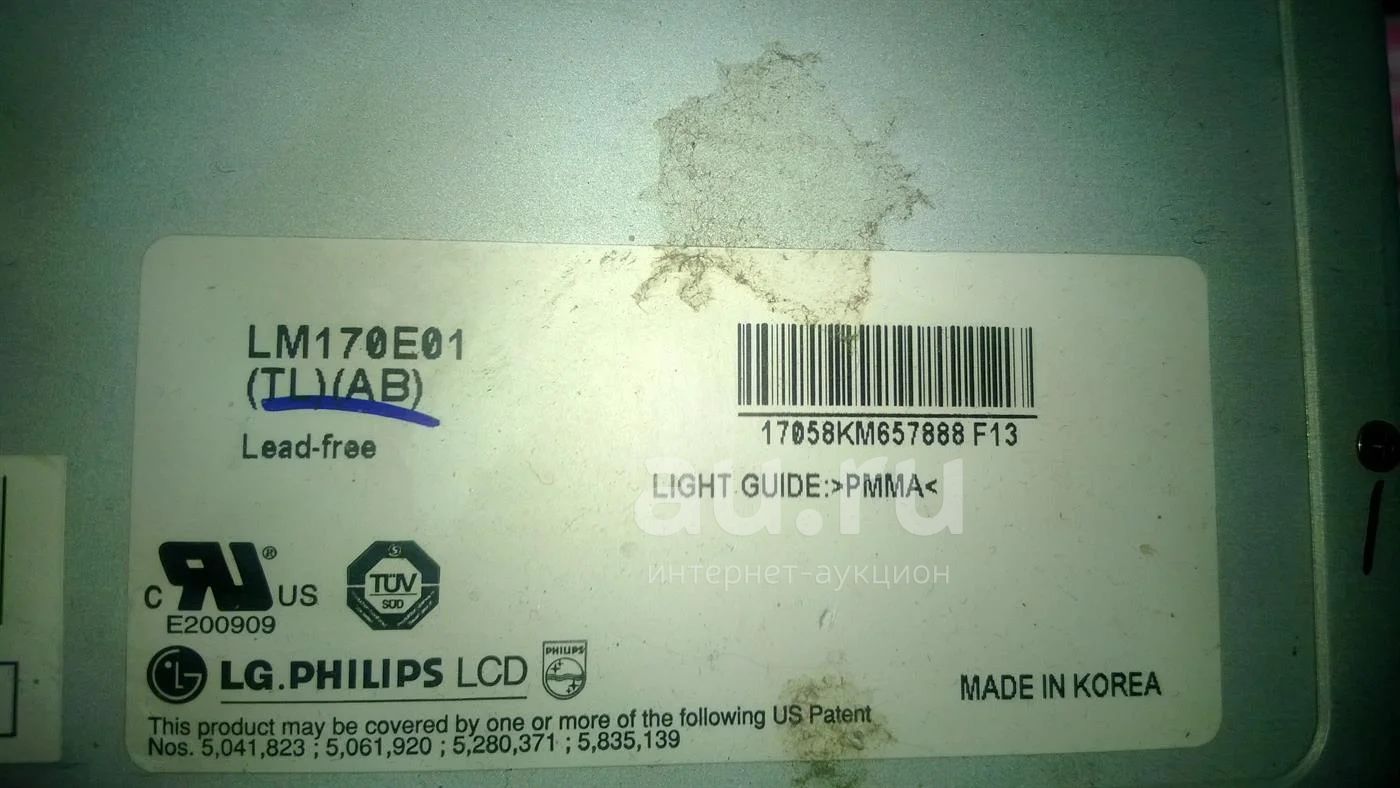 LM170E01
(TL)(AB)
Lead-free
17058KM657888 F13
LIGHT GUIDE:>PMMA<
au.ru
интернет-аукцион
C RU® US
E200909
TÜV
SÜD
LG.PHILIPS LCD
PHILIPS
MADE IN KOREA
This product may be covered by one or more of the following US Patent
Nos. 5,041,823 ; 5,061,920 ; 5,280,371 ; 5,835,139